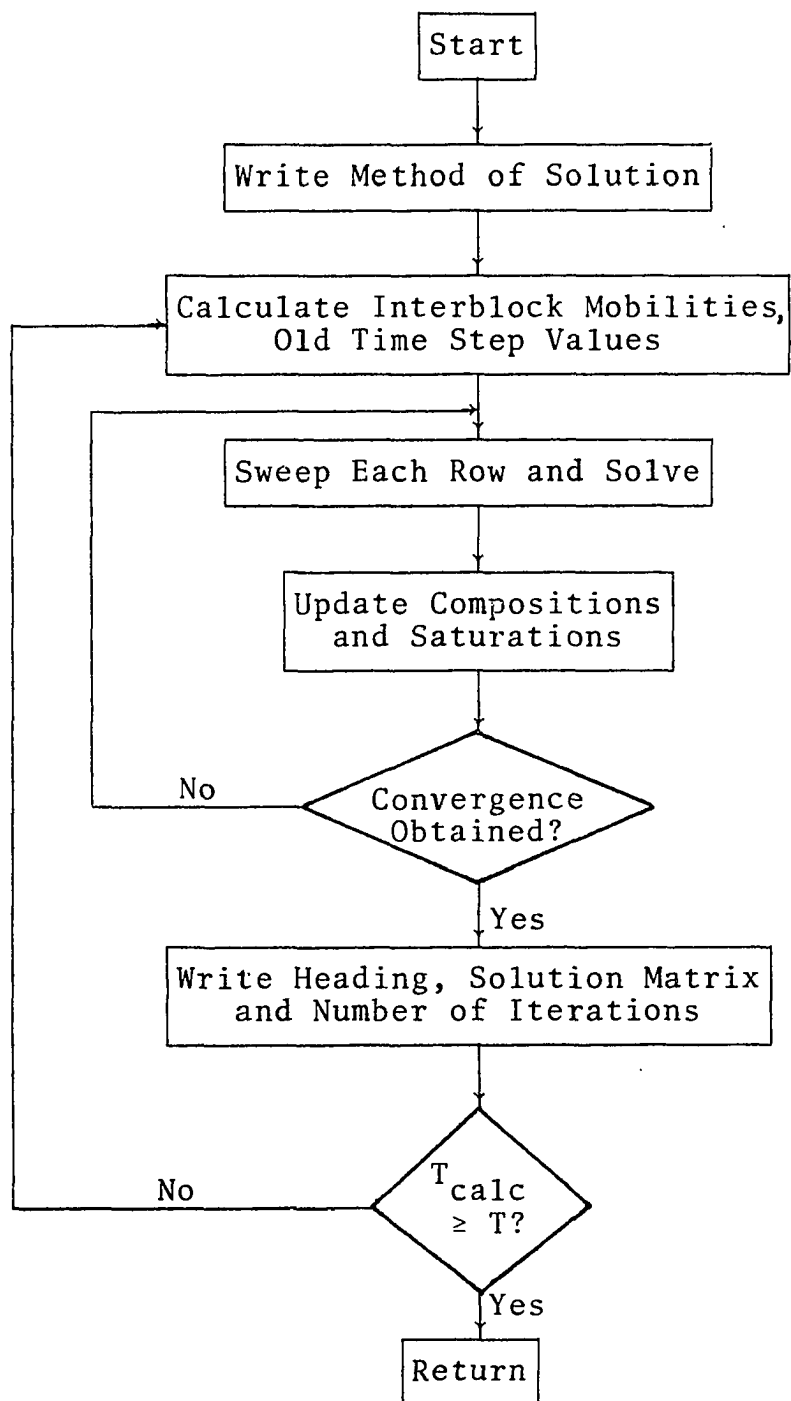 Start
Write Method of Solution
Calculate Interblock Mobilities,
Old Time Step Values
Sweep Each Row and Solve
Update Compositions
and Saturations
No
Convergence
Obtained?
Yes
Write Heading, Solution Matrix
and Number of Iterations
No
Tcalc
≥ T?
Yes
Return